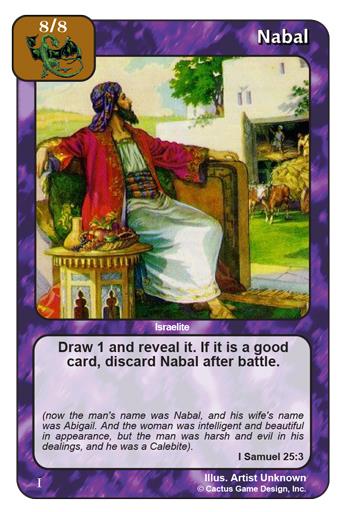 8/8
Nabal
Israelite
Draw 1 and reveal it. If it is a good
card, discard Nabal after battle.
(now the man's name was Nabal, and his wife's name
was Abigail. And the woman was intelligent and beautiful
in appearance, but the man was harsh and evil in his
dealings, and he was a Calebite).
I Samuel 25:3
I
Illus. Artist Unknown
© Cactus Game Design, Inc.